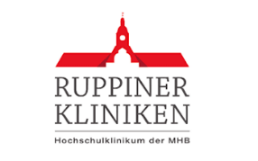 RUPPINER
KLINIKEN
Hochschulklinikum der MHB